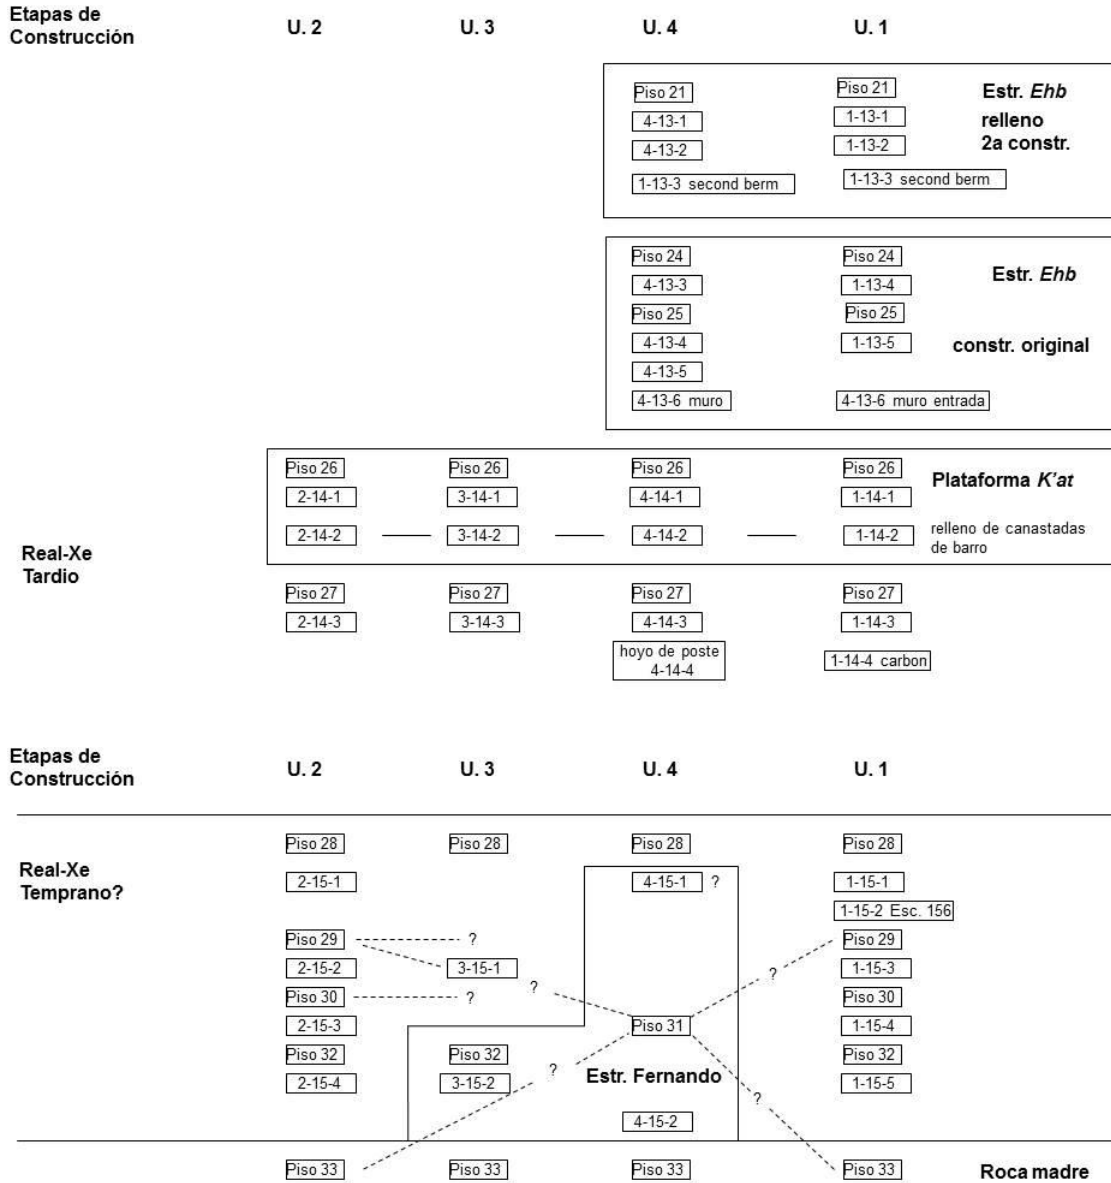 Etapas de
Construcción
U. 2
U. 3
U. 4
U. 1
Piso 21
Piso 21
Estr. Ehb
4-13-1
1-13-1
relleno
4-13-2
1-13-2
2a constr.
1-13-3 second berm
1-13-3 second berm
Piso 24
Piso 24
Estr. Ehb
4-13-3
1-13-4
Piso 25
Piso 25
4-13-4
1-13-5
constr. original
4-13-5
4-13-6 muro
4-13-6 muro entrada
Piso 26
Piso 26
Piso 26
Piso 26
Plataforma K'at
2-14-1
3-14-1
4-14-1
1-14-1
2-14-2
3-14-2
4-14-2
1-14-2
relleno de canastadas
de barro
Real-Xe
Tardio
Piso 27
Piso 27
Piso 27
Piso 27
2-14-3
3-14-3
4-14-3
1-14-3
hoyo de poste
4-14-4
1-14-4 carbon
Etapas de
Construcción
U. 2
U. 3
U. 4
U. 1
Piso 28
Piso 28
Piso 28
Piso 28
Real-Xe
Temprano?
2-15-1
4-15-1 ?
1-15-1
1-15-2 Esc. 156
Piso 29
?
Piso 29
2-15-2
3-15-1
?
?
1-15-3
Piso 30
?
Piso 30
2-15-3
Piso 31
1-15-4
Piso 32
Piso 32
Piso 32
2-15-4
3-15-2
?
Estr. Fernando
1-15-5
?
4-15-2
Piso 33
Piso 33
Piso 33
Piso 33
Roca madre